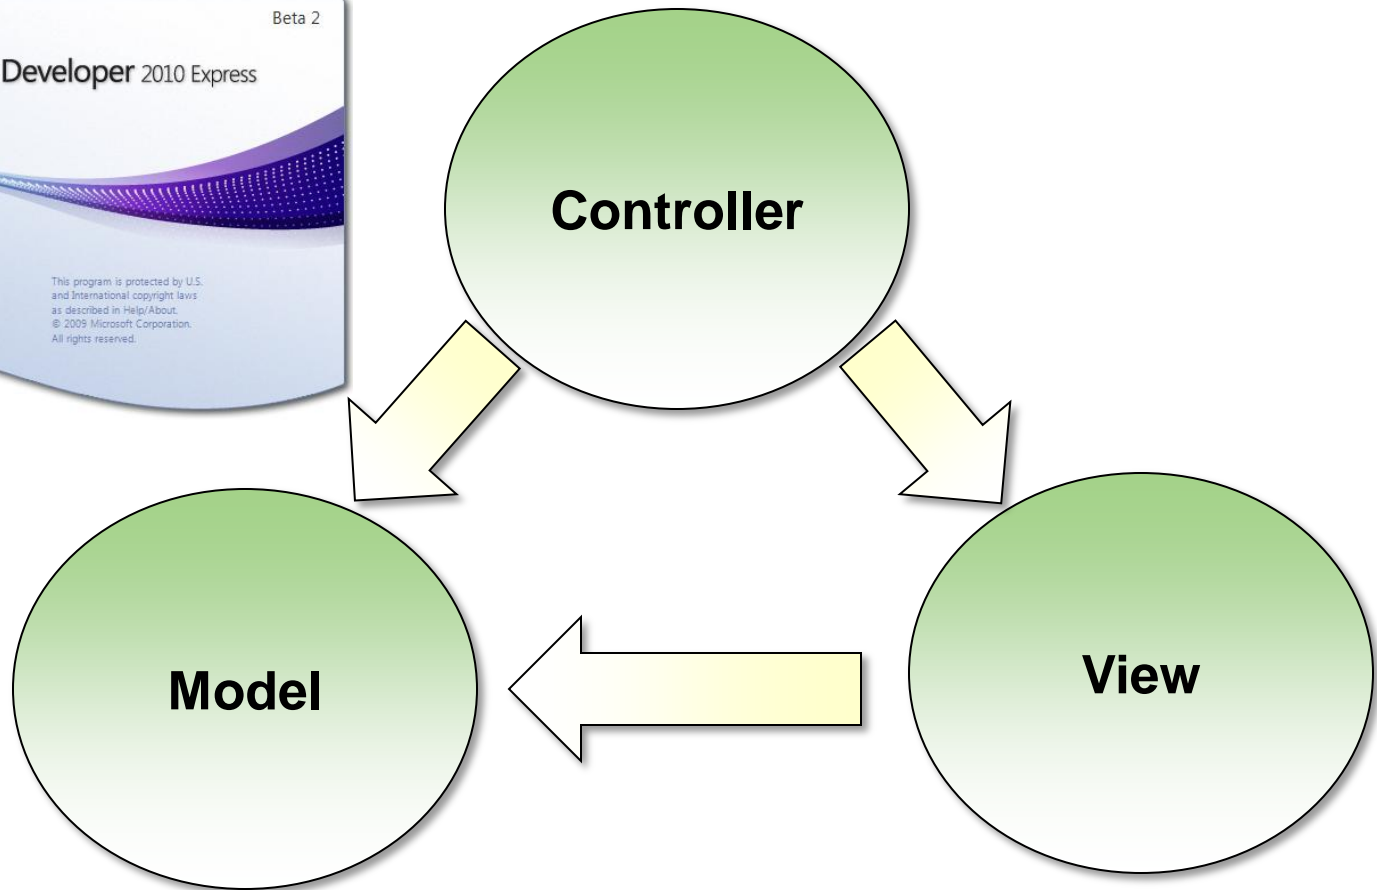 Beta 2
Developer 2010 Express
This program is protected by U.S.
and International copyright laws
as described in Help/About.
© 2009 Microsoft Corporation.
All rights reserved.
Controller
Model
View